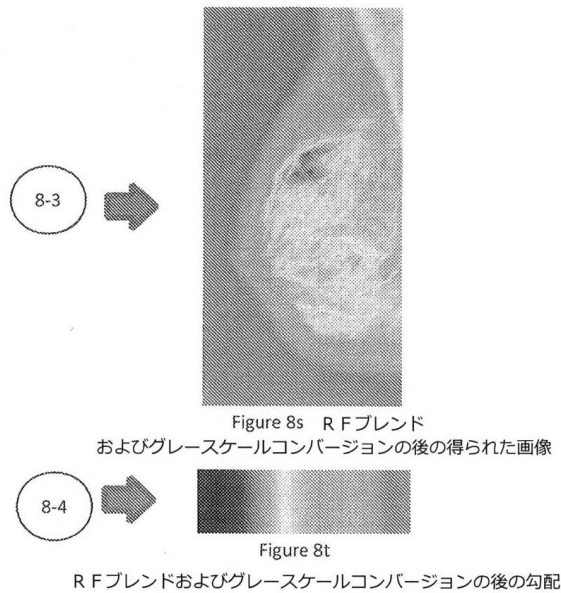 8-3
Figure 8s ＲＦブレンド
およびグレースケールコンバージョンの後の得られた画像
8-4
Figure 8t
ＲＦブレンドおよびグレースケールコンバージョンの後の勾配